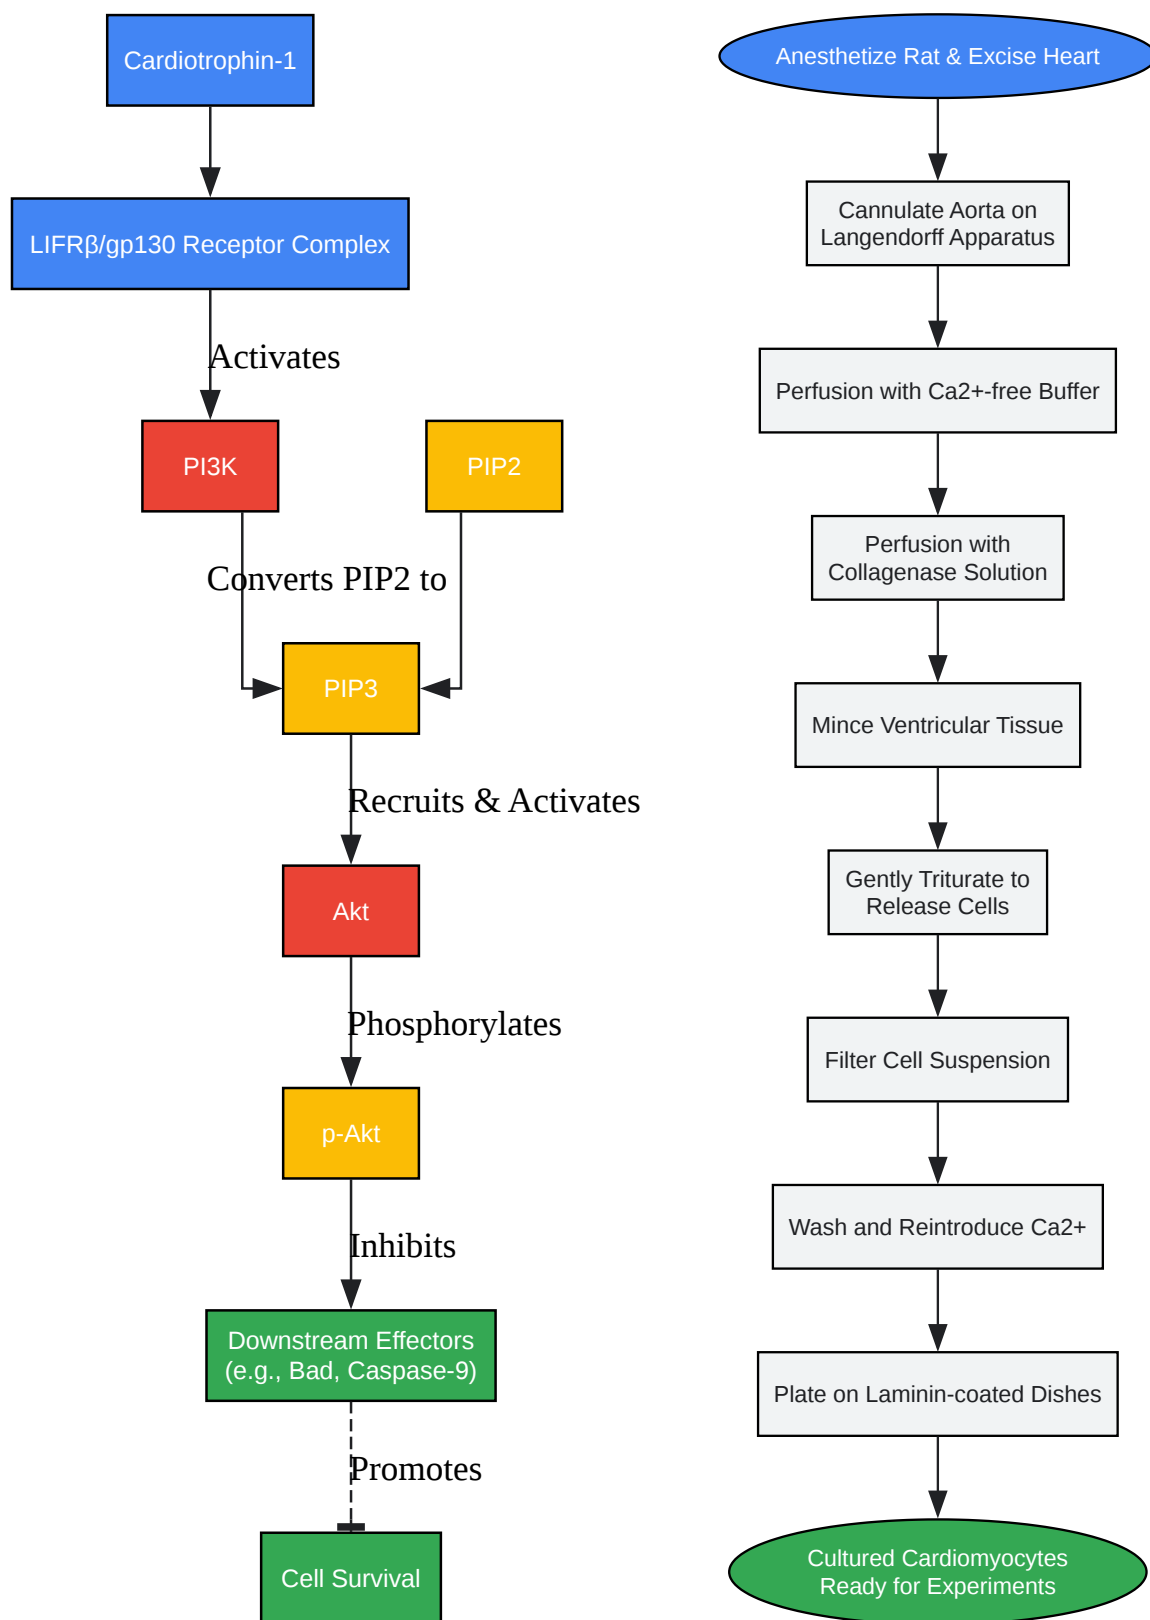 Cardiotrophin-1
LIFRβ/gp130 Receptor Complex
Activates
PI3K
PIP2
Converts PIP2 to
PIP3
Recruits & Activates
Akt
Phosphorylates
p-Akt
Inhibits
Downstream Effectors
(e.g., Bad, Caspase-9)
Promotes
Cell Survival
Anesthetize Rat & Excise Heart
Cannulate Aorta on
Langendorff Apparatus
Perfusion with Ca2+-free Buffer
Perfusion with
Collagenase Solution
Mince Ventricular Tissue
Gently Triturate to
Release Cells
Filter Cell Suspension
Wash and Reintroduce Ca2+
Plate on Laminin-coated Dishes
Cultured Cardiomyocytes
Ready for Experiments